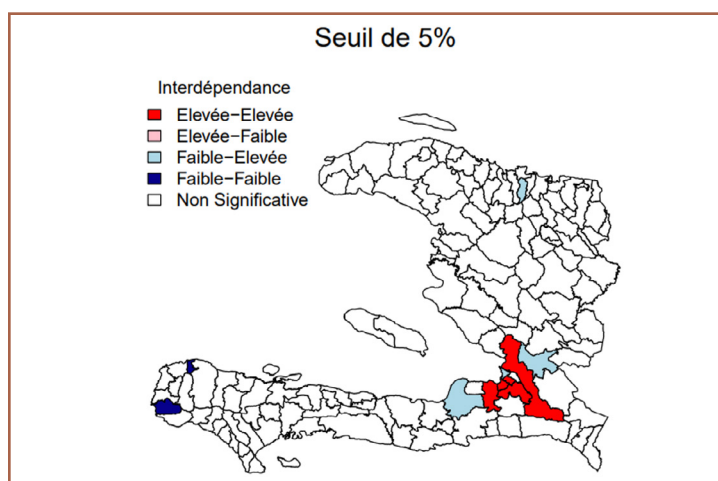 Seuil de 5%
Interdépendance
Elevée−Elevée
Elevée−Faible
Faible−Elevée
Faible−Faible
Non Significative